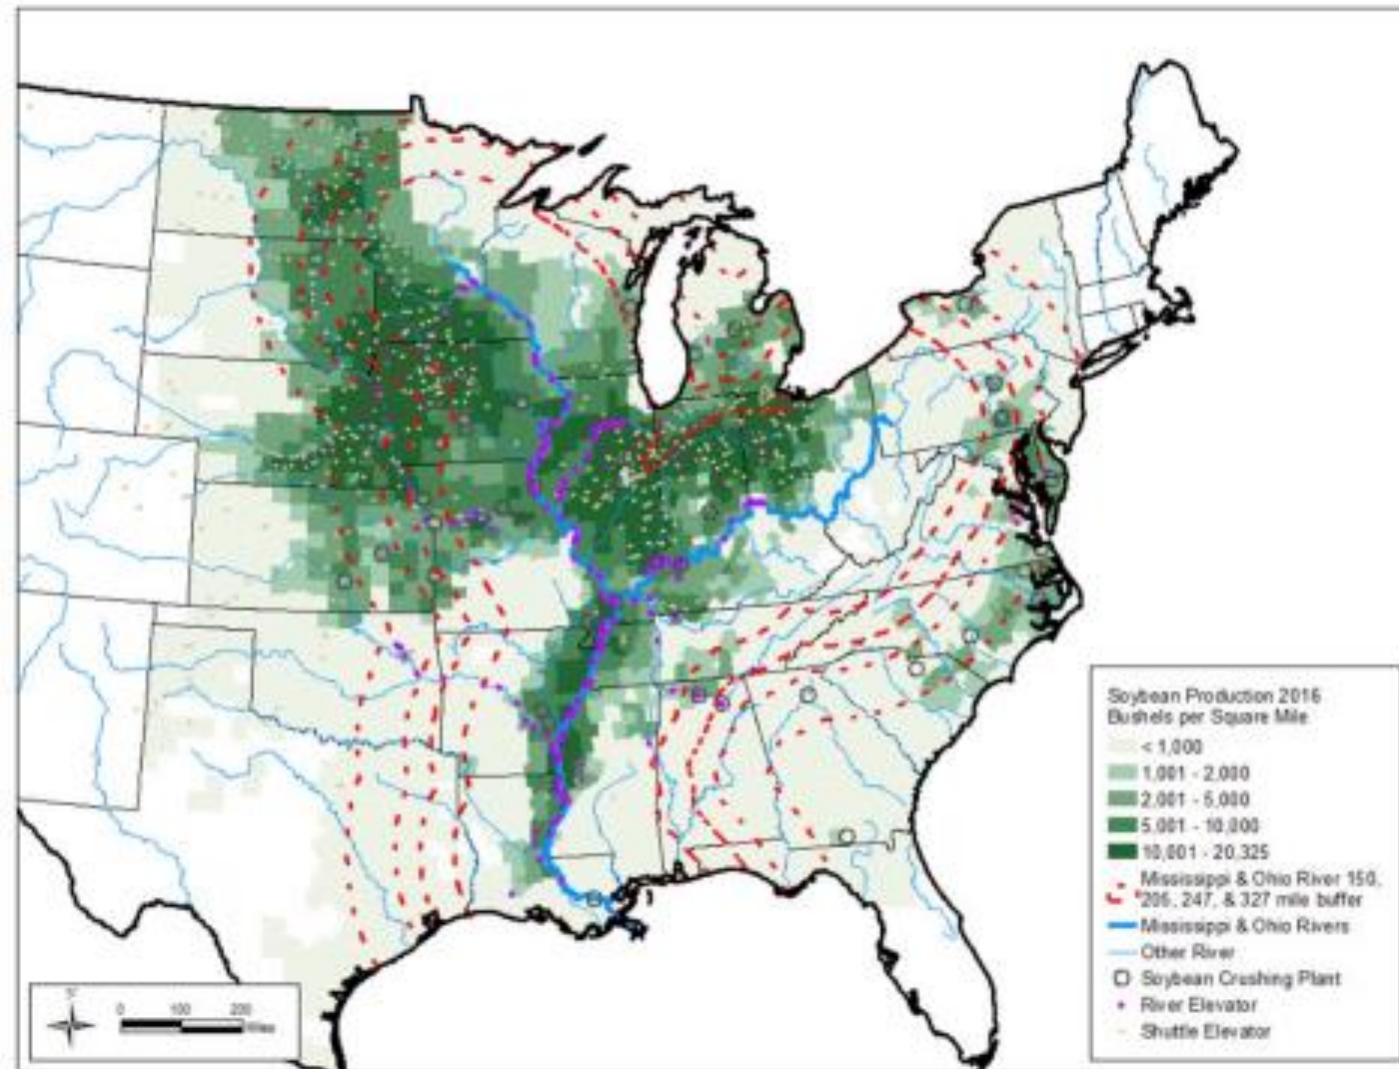 Soybean Production 2016
Bushels per Square Mile
< 1,000
1,001 - 2,000
2,001 - 5,000
5,001 - 10,000
10,001 - 20,325
Mississippi & Ohio River 150,
205, 247, & 327 mile buffer
Mississippi & Ohio Rivers
Other River
Soybean Crushing Plant
River Elevator
Shuttle Elevator
0 100 200
Miles